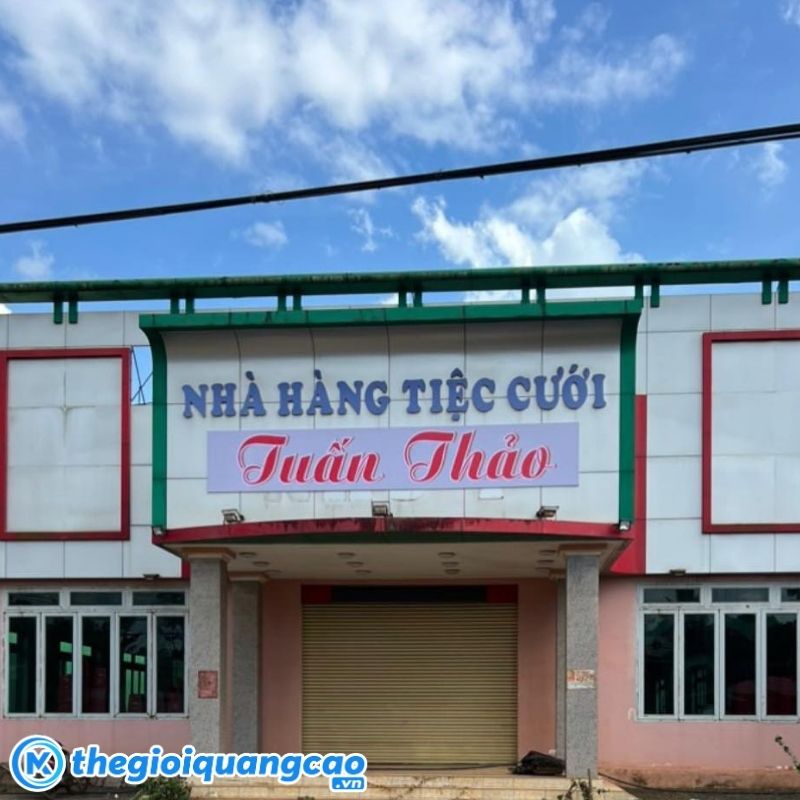 NHÀ HÀNG TIỆC CƯỚI
Tuấn Thảo
thegioiquangcao
.vn